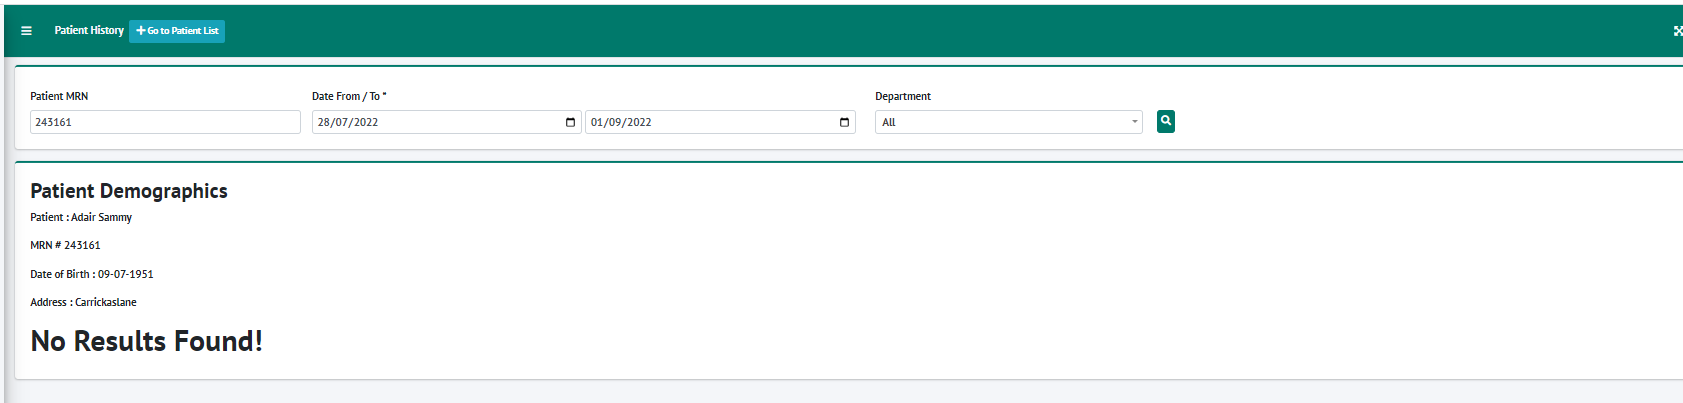 Patient History Go to Patient List
Patient MRN Date From / To * Department
243161 28/07/2022 01/09/2022 All
Patient Demographics
Patient : Adair Sammy
MRN # 243161
Date of Birth : 09-07-1951
Address : Carrickaslane
No Results Found!